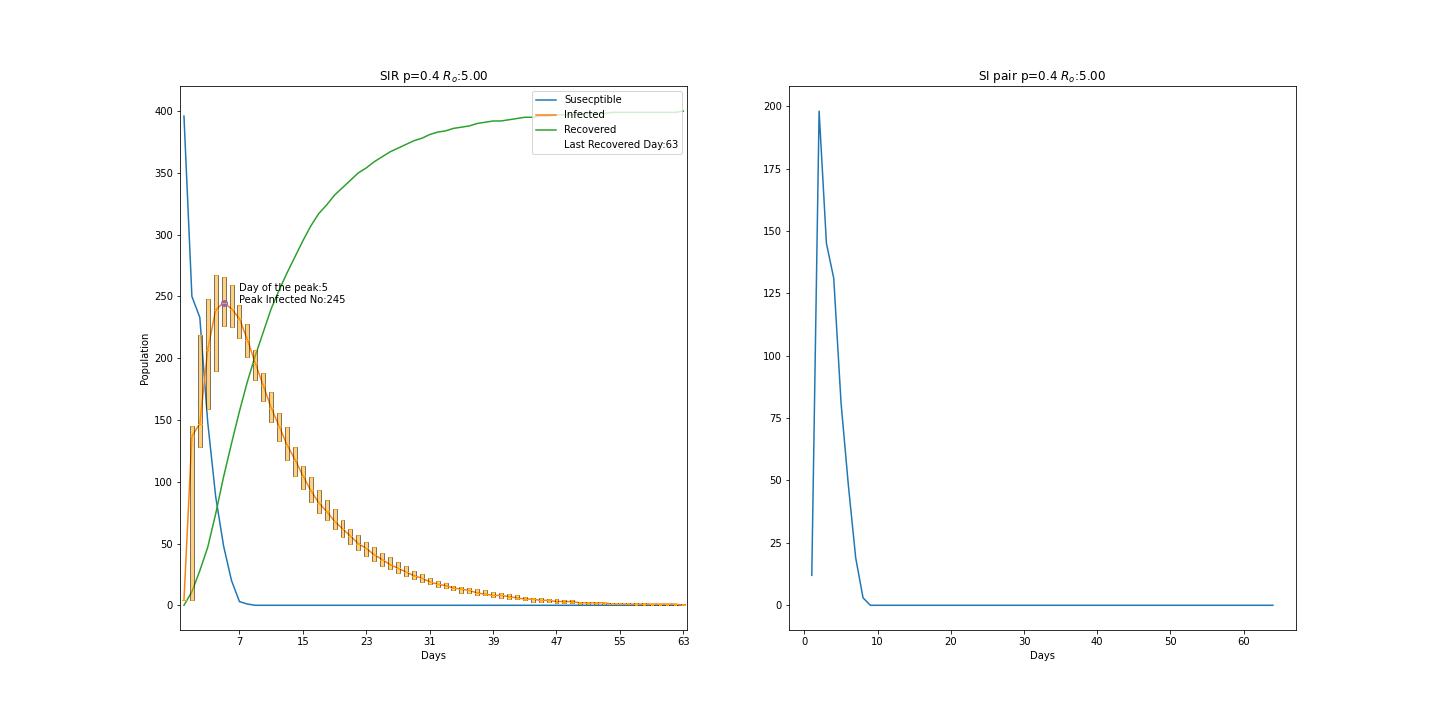 SIR p=0.4 Rₒ:5.00
400
350
300
250
200
150
100
50
0
Population
Susecptible
Infected
Recovered
Last Recovered Day:63
Day of the peak:5
Peak Infected No:245
7 15 23 31 39 47 55 63
Days
SI pair p=0.4 Rₒ:5.00
200
175
150
125
100
75
50
25
0
0 10 20 30 40 50 60
Days